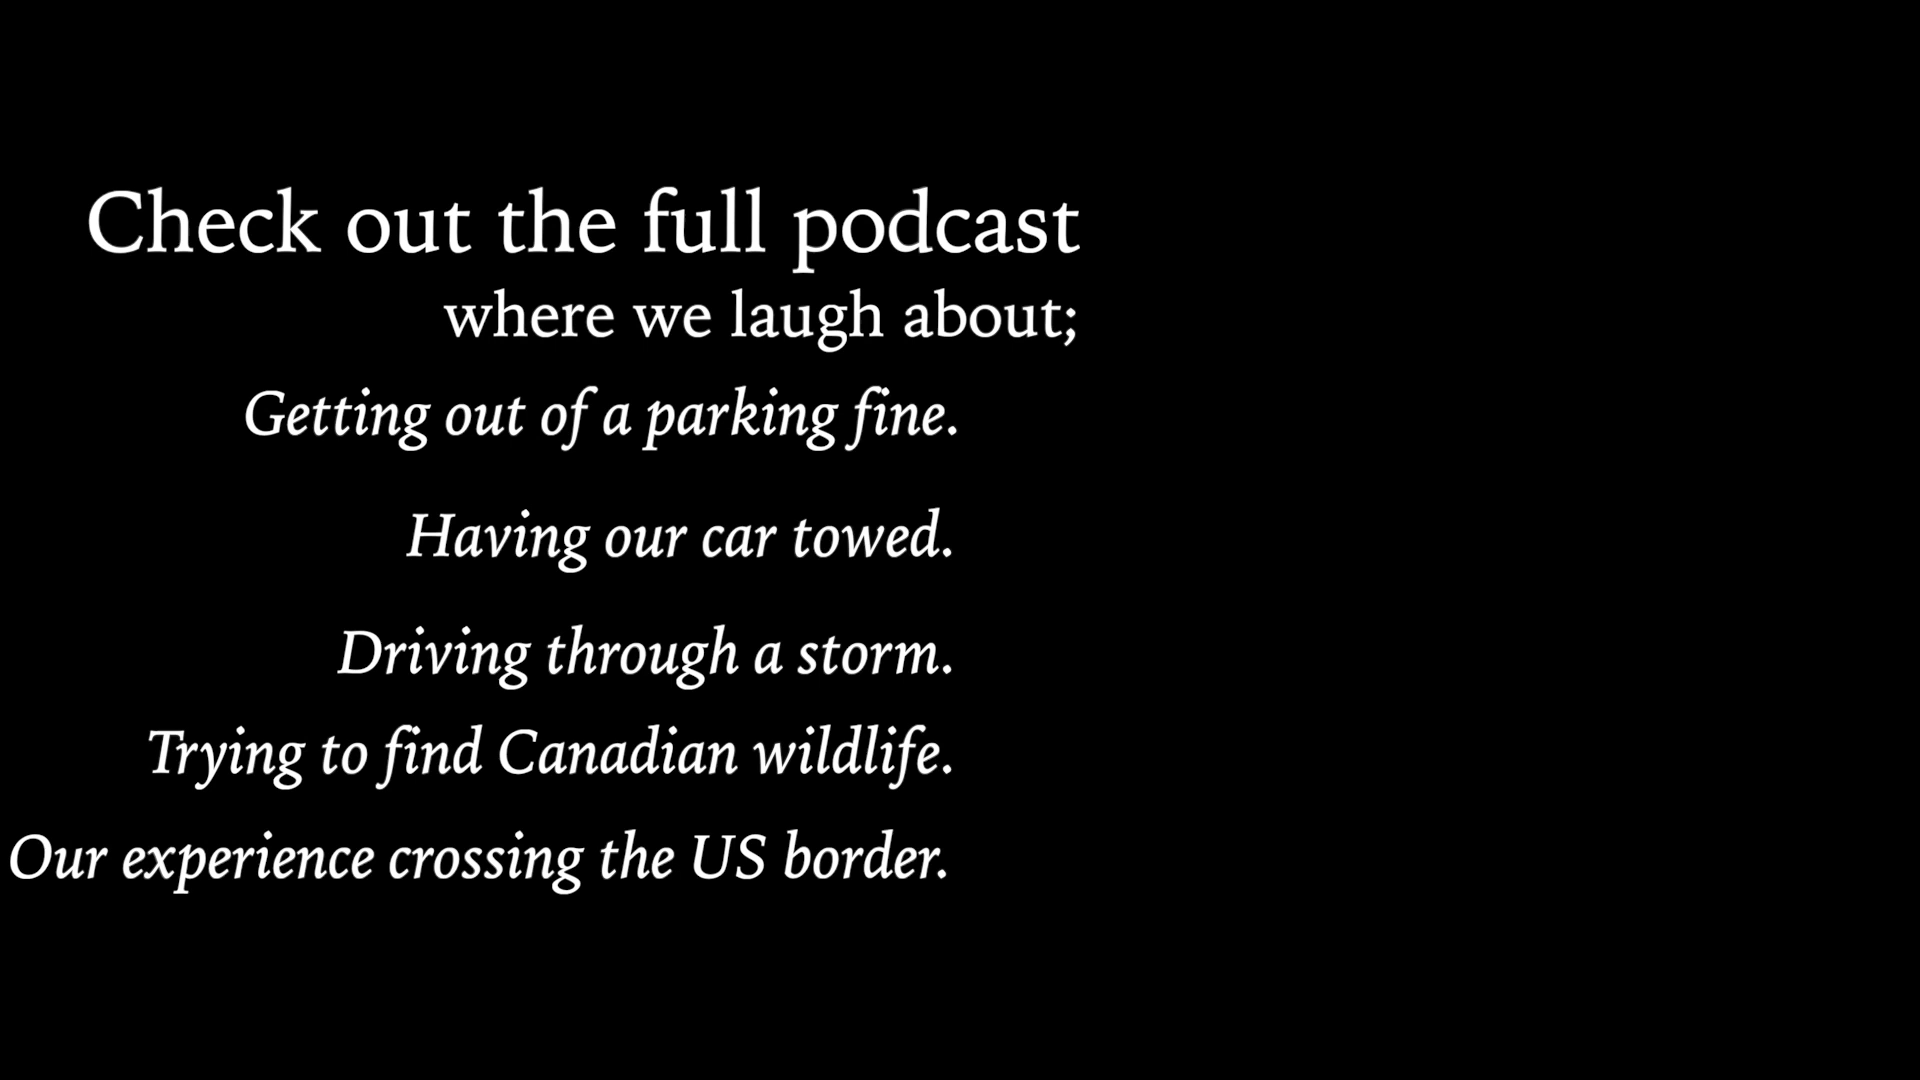 Check out the full podcast
where we laugh about;
Getting out of a parking fine.
Having our car towed.
Driving through a storm.
Trying to find Canadian wildlife.
Our experience crossing the US border.